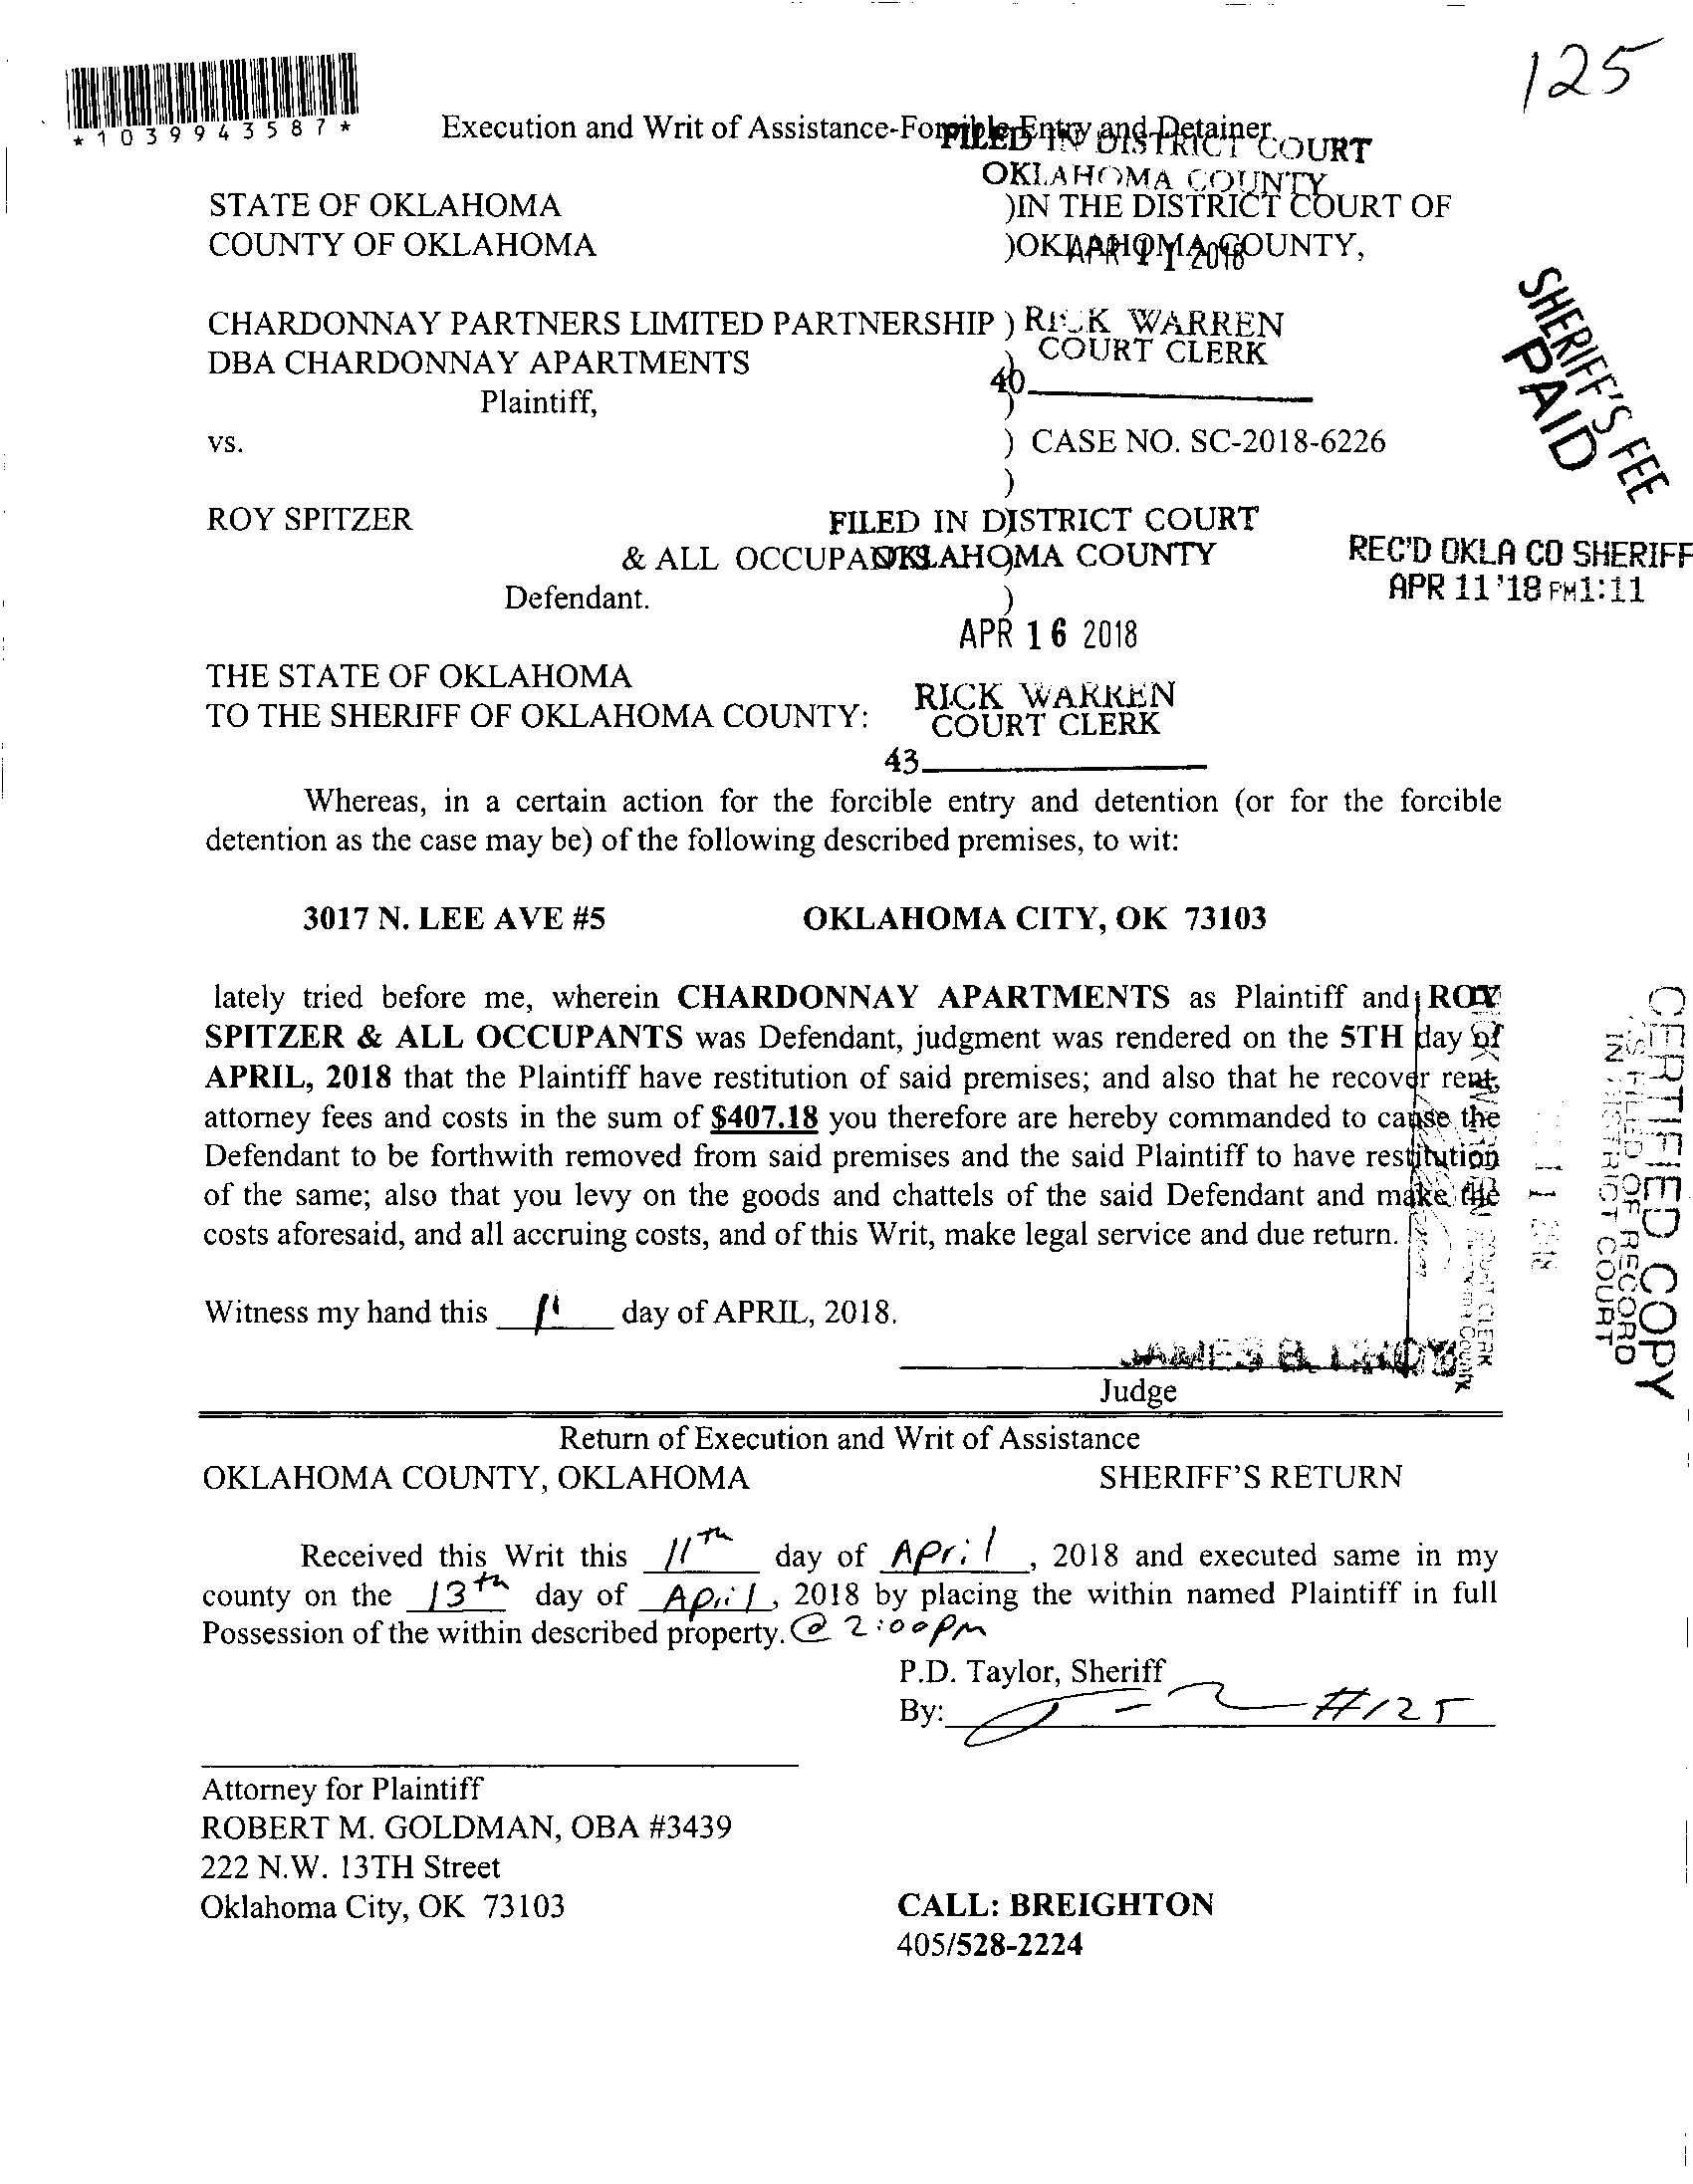 125
*1039943587*
Execution and Writ of Assistance-Forcible Entry and Detainer
FILED IN DISTRICT COURT
OKLAHOMA COUNTY
STATE OF OKLAHOMA )IN THE DISTRICT COURT OF
COUNTY OF OKLAHOMA )OKLAHOMA COUNTY,
APR 11 2018
CHARDONNAY PARTNERS LIMITED PARTNERSHIP ) RICK WARREN
DBA CHARDONNAY APARTMENTS ) COURT CLERK
40
Plaintiff, )
SHERIFF'S FEE
PAID
vs. ) CASE NO. SC-2018-6226
)
ROY SPITZER )
FILED IN DISTRICT COURT
& ALL OCCUPANTS )
OKLAHOMA COUNTY
REC'D OKLA CO SHERIFF
APR 11 '18 PM1:11
Defendant. )
APR 16 2018
THE STATE OF OKLAHOMA
TO THE SHERIFF OF OKLAHOMA COUNTY:
RICK WARREN
COURT CLERK
43
Whereas, in a certain action for the forcible entry and detention (or for the forcible
detention as the case may be) of the following described premises, to wit:
3017 N. LEE AVE #5 OKLAHOMA CITY, OK 73103
lately tried before me, wherein CHARDONNAY APARTMENTS as Plaintiff and ROY
SPITZER & ALL OCCUPANTS was Defendant, judgment was rendered on the 5TH day of
APRIL, 2018 that the Plaintiff have restitution of said premises; and also that he recover rent,
attorney fees and costs in the sum of $407.18 you therefore are hereby commanded to cause the
Defendant to be forthwith removed from said premises and the said Plaintiff to have restitution
of the same; also that you levy on the goods and chattels of the said Defendant and make the
costs aforesaid, and all accruing costs, and of this Writ, make legal service and due return.
CERTIFIED COPY
AS FILED OF RECORD
IN DISTRICT COURT
Witness my hand this 11 day of APRIL, 2018.
JAMES B.
Judge
Return of Execution and Writ of Assistance
OKLAHOMA COUNTY, OKLAHOMA SHERIFF'S RETURN
Received this Writ this 11th day of April, 2018 and executed same in my
county on the 13th day of April, 2018 by placing the within named Plaintiff in full
Possession of the within described property. @ 2:00pm
P.D. Taylor, Sheriff
By: #125
Attorney for Plaintiff
ROBERT M. GOLDMAN, OBA #3439
222 N.W. 13TH Street
Oklahoma City, OK 73103
CALL: BREIGHTON
405/528-2224